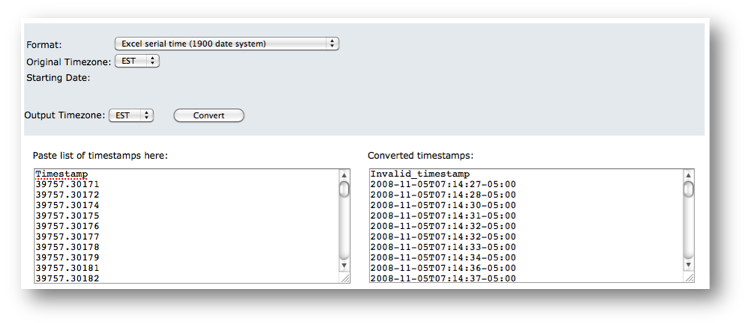 Format: Excel serial time (1900 date system)
Original Timezone: EST
Starting Date:
Output Timezone: EST Convert
Paste list of timestamps here: Converted timestamps:
Timestamp Invalid_timestamp
39757.30171 2008-11-05T07:14:27-05:00
39757.30172 2008-11-05T07:14:28-05:00
39757.30174 2008-11-05T07:14:30-05:00
39757.30175 2008-11-05T07:14:31-05:00
39757.30176 2008-11-05T07:14:32-05:00
39757.30177 2008-11-05T07:14:32-05:00
39757.30178 2008-11-05T07:14:33-05:00
39757.30179 2008-11-05T07:14:34-05:00
39757.30181 2008-11-05T07:14:36-05:00
39757.30182 2008-11-05T07:14:37-05:00